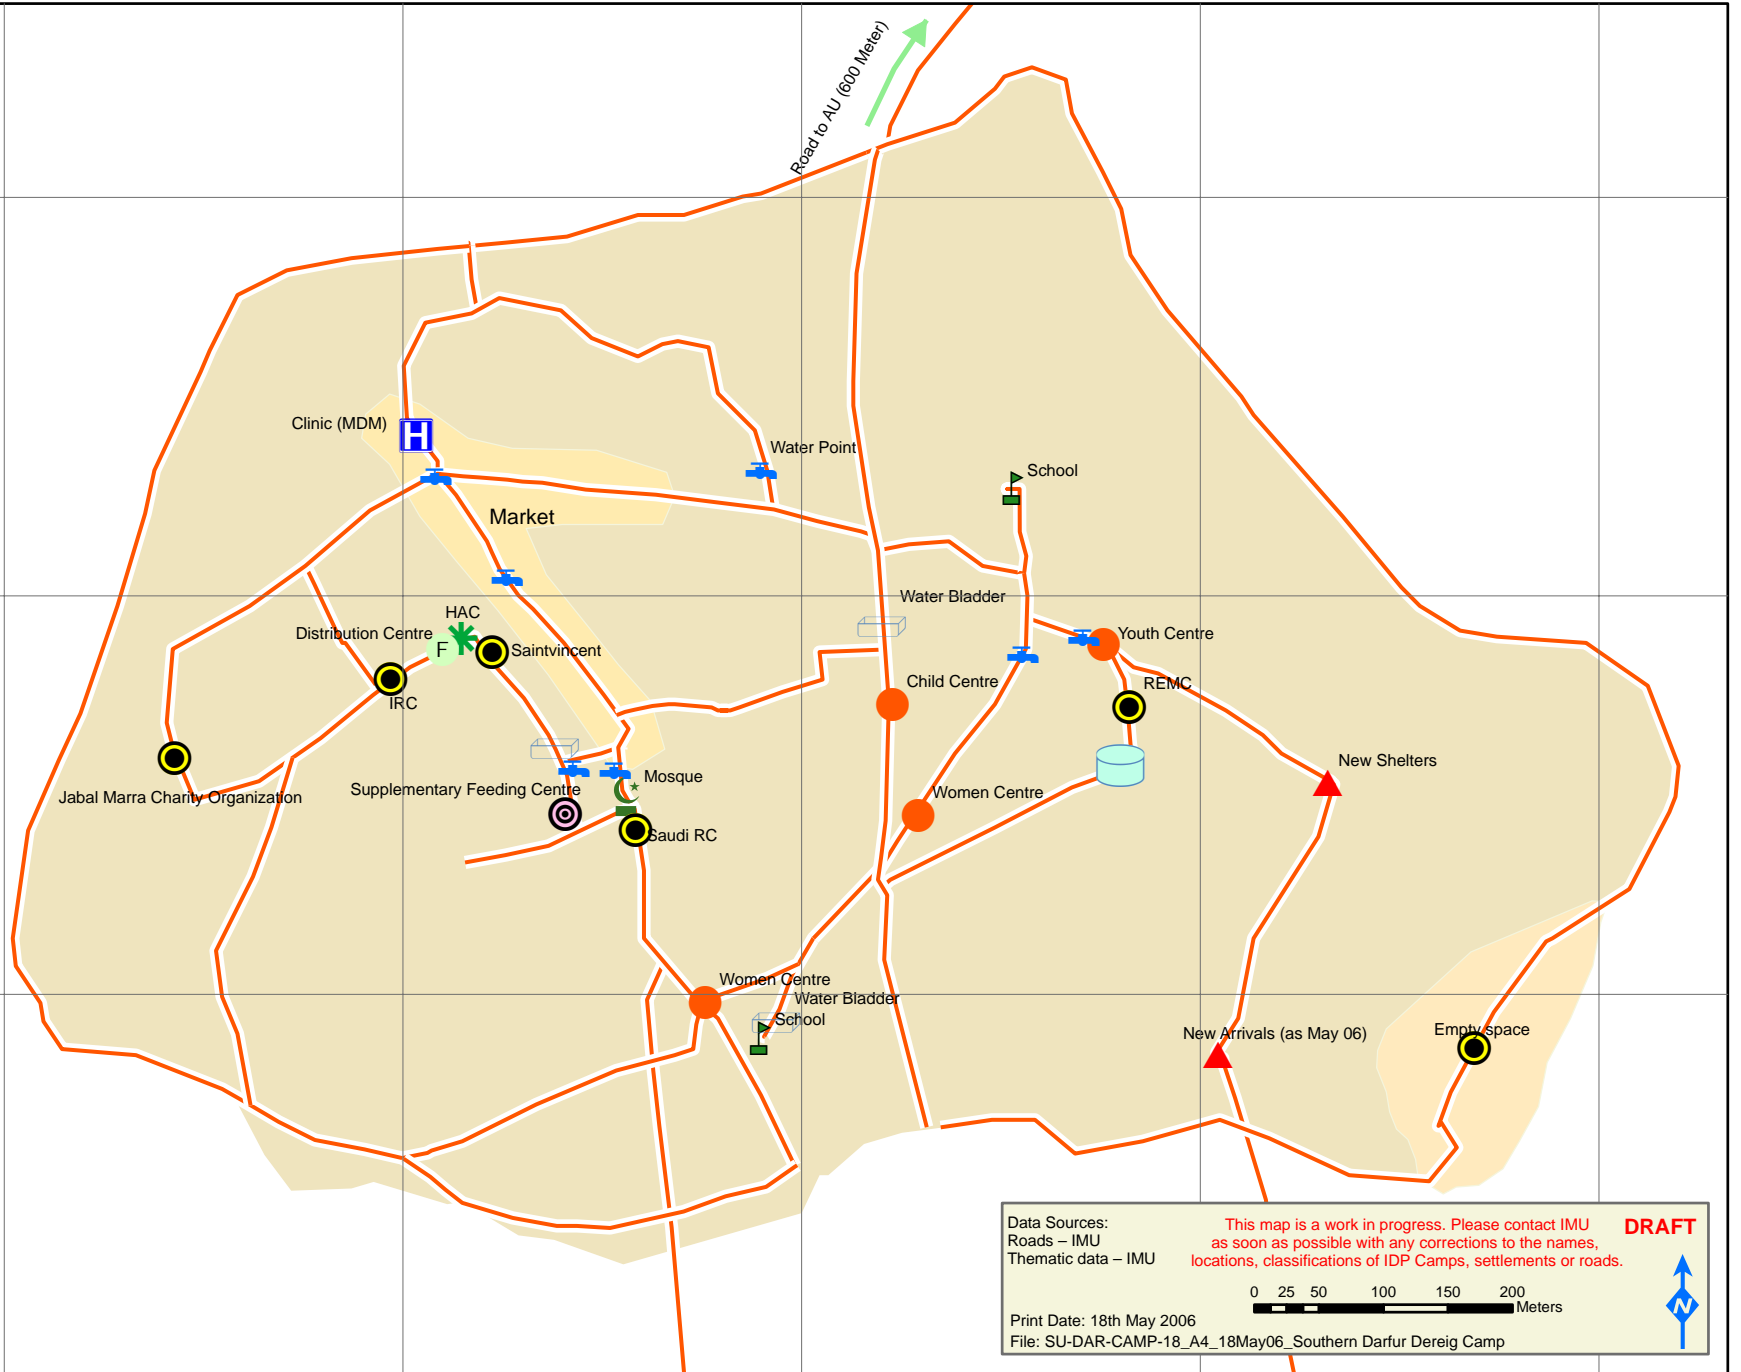 Road to AU (600 Meter)
Clinic (MDM)
H
Water Point
School
Market
Water Bladder
HAC
Distribution Centre
F
Saintvincent
Youth Centre
IRC
Child Centre
REMC
New Shelters
Jabal Marra Charity Organization
Supplementary Feeding Centre
Mosque
Women Centre
Saudi RC
Women Centre
Water Bladder
School
New Arrivals (as May 06)
Empty space
Data Sources:
Roads – IMU
Thematic data – IMU
This map is a work in progress. Please contact IMU
as soon as possible with any corrections to the names,
locations, classifications of IDP Camps, settlements or roads.
DRAFT
0 25 50 100 150 200
Meters
N
Print Date: 18th May 2006
File: SU-DAR-CAMP-18_A4_18May06_Southern Darfur Dereig Camp